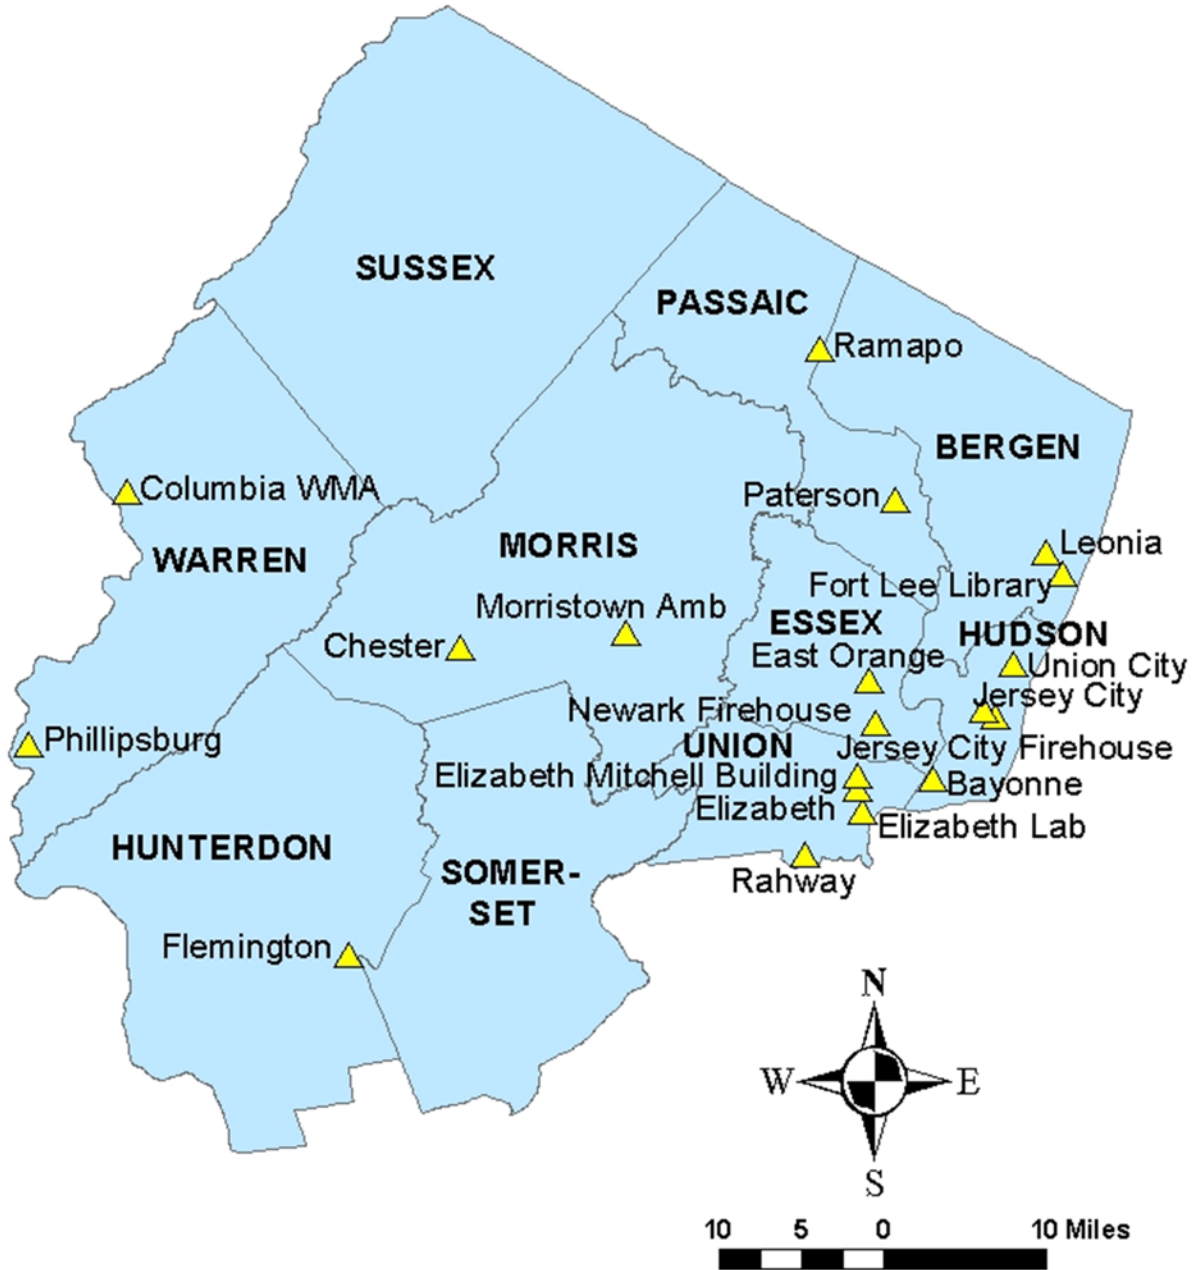 SUSSEX
PASSAIC
Ramapo
BERGEN
Columbia WMA
Paterson
MORRIS
Leonia
WARREN
Fort Lee Library
Morristown Amb
ESSEX
HUDSON
Chester
East Orange
Union City
Jersey City
Newark Firehouse
Phillipsburg
UNION
Jersey City Firehouse
Elizabeth Mitchell Building
Bayonne
Elizabeth
Elizabeth Lab
HUNTERDON
SOMER-
SET
Rahway
Flemington
N
W E
S
10 5 0 10 Miles